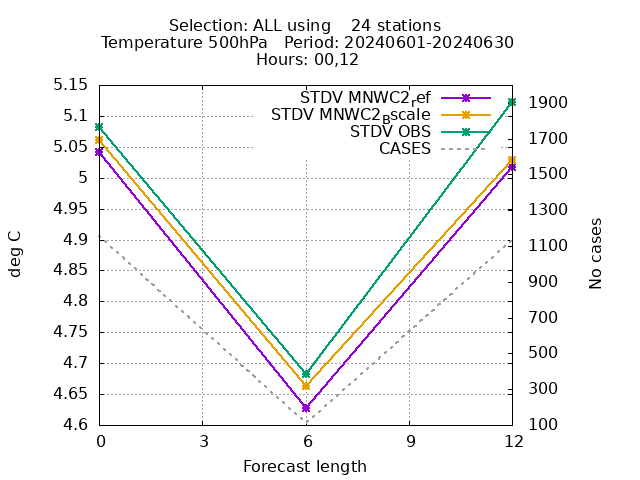 Selection: ALL using    24 stations
Temperature 500hPa   Period: 20240601-20240630
Hours: 00,12
STDV MNWC2ref
STDV MNWC2Bscale
STDV OBS
CASES
5.15
5.1
5.05
5
4.95
4.9
4.85
4.8
4.75
4.7
4.65
4.6
1900
1700
1500
1300
1100
900
700
500
300
100
deg C
No cases
0 3 6 9 12
Forecast length